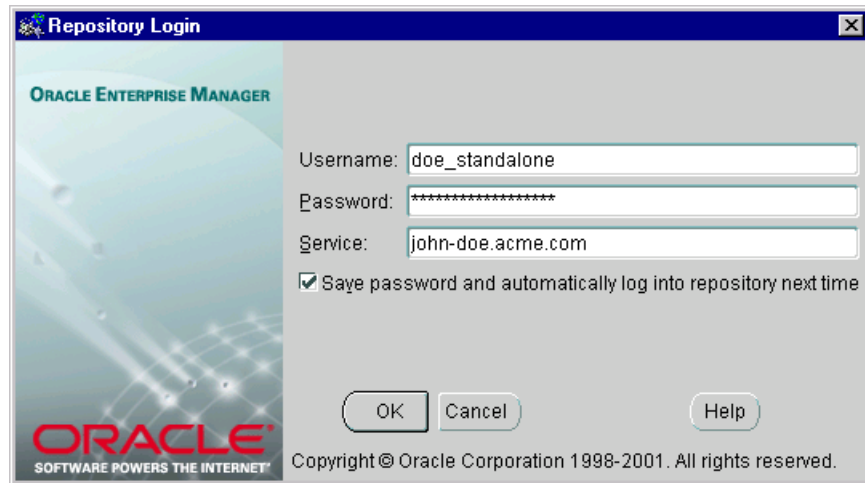 Repository Login
ORACLE ENTERPRISE MANAGER
Username: doe_standalone
Password: ******************
Service: john-doe.acme.com
Save password and automatically log into repository next time
OK Cancel Help
ORACLE®
SOFTWARE POWERS THE INTERNET™
Copyright © Oracle Corporation 1998-2001. All rights reserved.